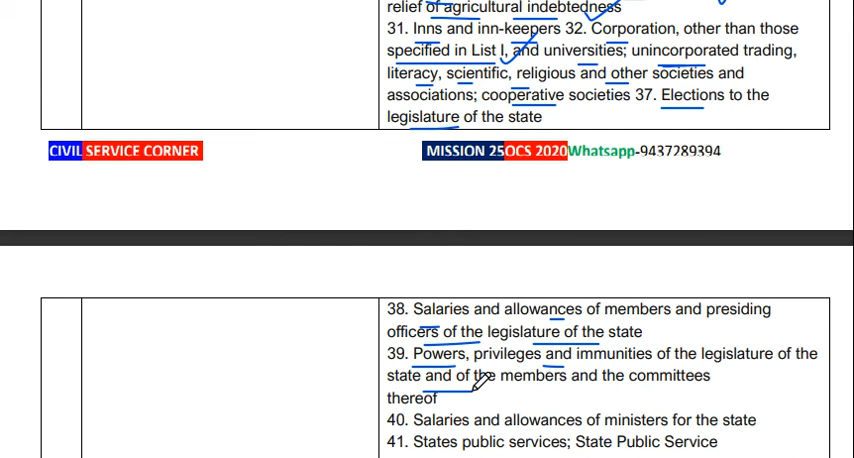 relief of agricultural indebtedness
31. Inns and inn-keepers 32. Corporation, other than those
specified in List I, and universities; unincorporated trading,
literacy, scientific, religious and other societies and
associations; cooperative societies 37. Elections to the
legislature of the state
CIVIL SERVICE CORNER
MISSION 25OCS 2020Whatsapp-9437289394
38. Salaries and allowances of members and presiding
officers of the legislature of the state
39. Powers, privileges and immunities of the legislature of the
state and of the members and the committees
thereof
40. Salaries and allowances of ministers for the state
41. States public services; State Public Service